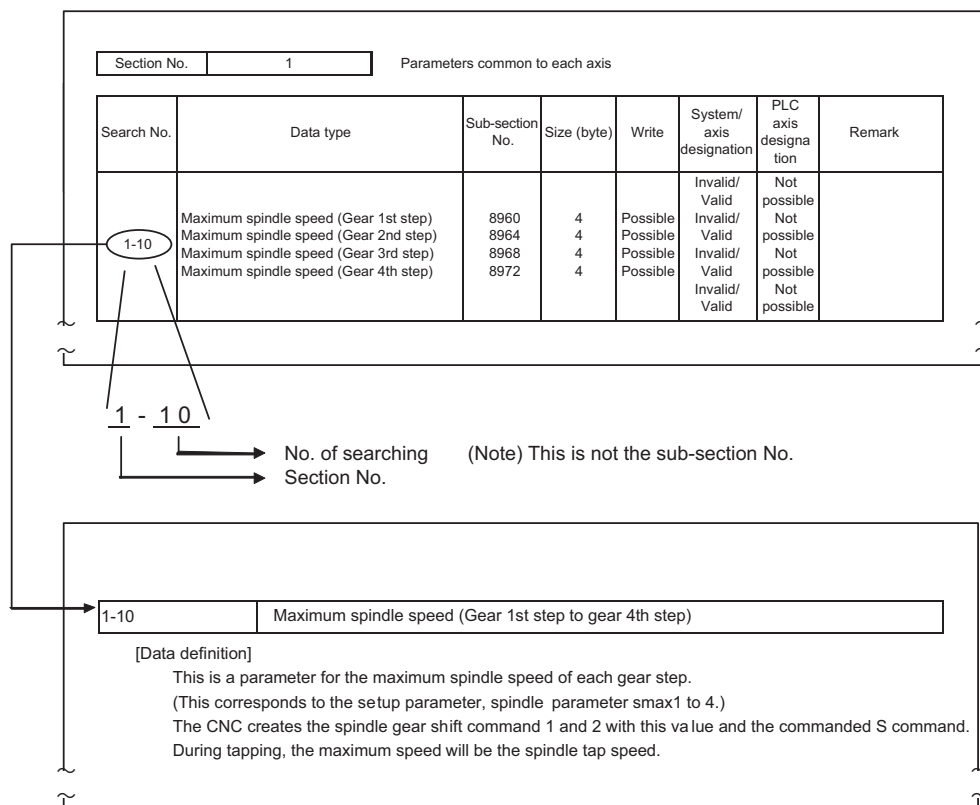 Section No. 1 Parameters common to each axis
Search No. Data type Sub-section No. Size (byte) Write System/ axis designation PLC axis designa tion Remark
Invalid/ Not
Valid possible
Maximum spindle speed (Gear 1st step) 8960 4 Possible Invalid/ Not
Maximum spindle speed (Gear 2nd step) 8964 4 Possible Valid possible
1-10 Maximum spindle speed (Gear 3rd step) 8968 4 Possible Invalid/ Not
Maximum spindle speed (Gear 4th step) 8972 4 Possible Valid possible
Invalid/ Not
Valid possible
1 - 10
No. of searching (Note) This is not the sub-section No.
Section No.
1-10 Maximum spindle speed (Gear 1st step to gear 4th step)
[Data definition]
This is a parameter for the maximum spindle speed of each gear step.
(This corresponds to the setup parameter, spindle parameter smax1 to 4.)
The CNC creates the spindle gear shift command 1 and 2 with this value and the commanded S command.
During tapping, the maximum speed will be the spindle tap speed.